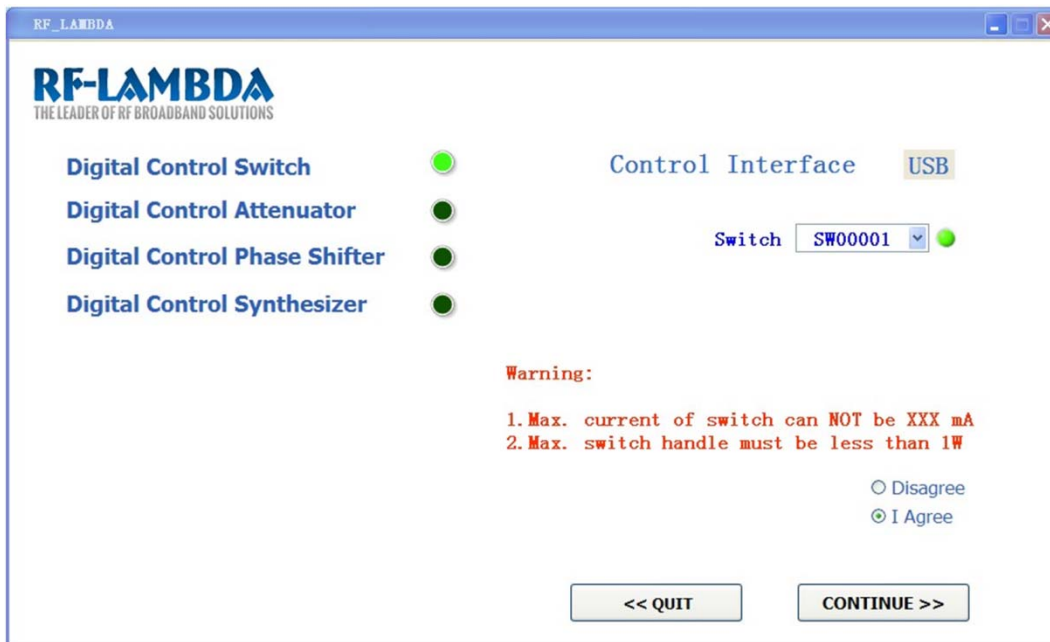 RF_LAMBDA
RF-LAMBDA
THE LEADER OF RF BROADBAND SOLUTIONS
Digital Control Switch
Digital Control Attenuator
Digital Control Phase Shifter
Digital Control Synthesizer
Control Interface USB
Switch SW00001
Warning:
1.Max. current of switch can NOT be XXX mA
2.Max. switch handle must be less than 1W
Disagree
I Agree
<< QUIT
CONTINUE >>